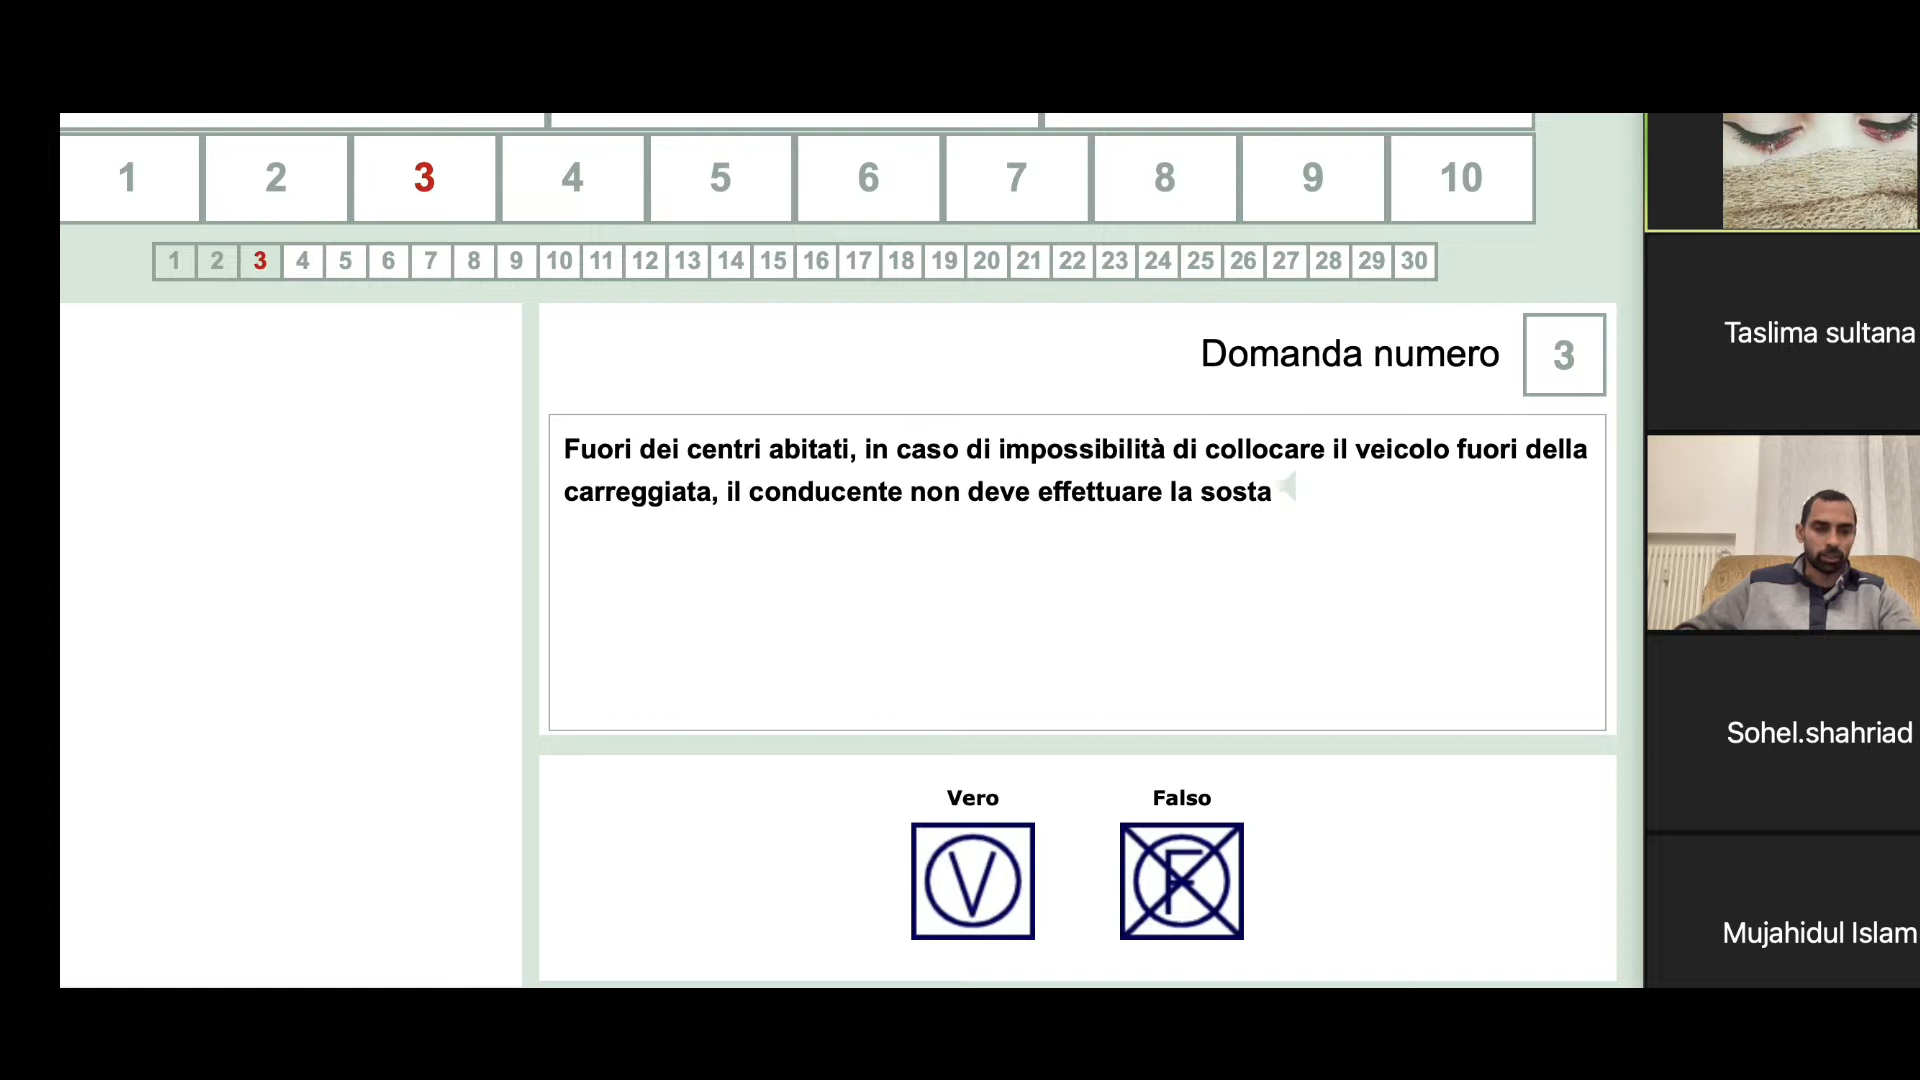 1 2 3 4 5 6 7 8 9 10
1 2 3 4 5 6 7 8 9 10 11 12 13 14 15 16 17 18 19 20 21 22 23 24 25 26 27 28 29 30
Domanda numero 3
Fuori dei centri abitati, in caso di impossibilità di collocare il veicolo fuori della
carreggiata, il conducente non deve effettuare la sosta
Vero Falso
V F
Taslima sultana
Sohel.shahriad
Mujahidul Islam